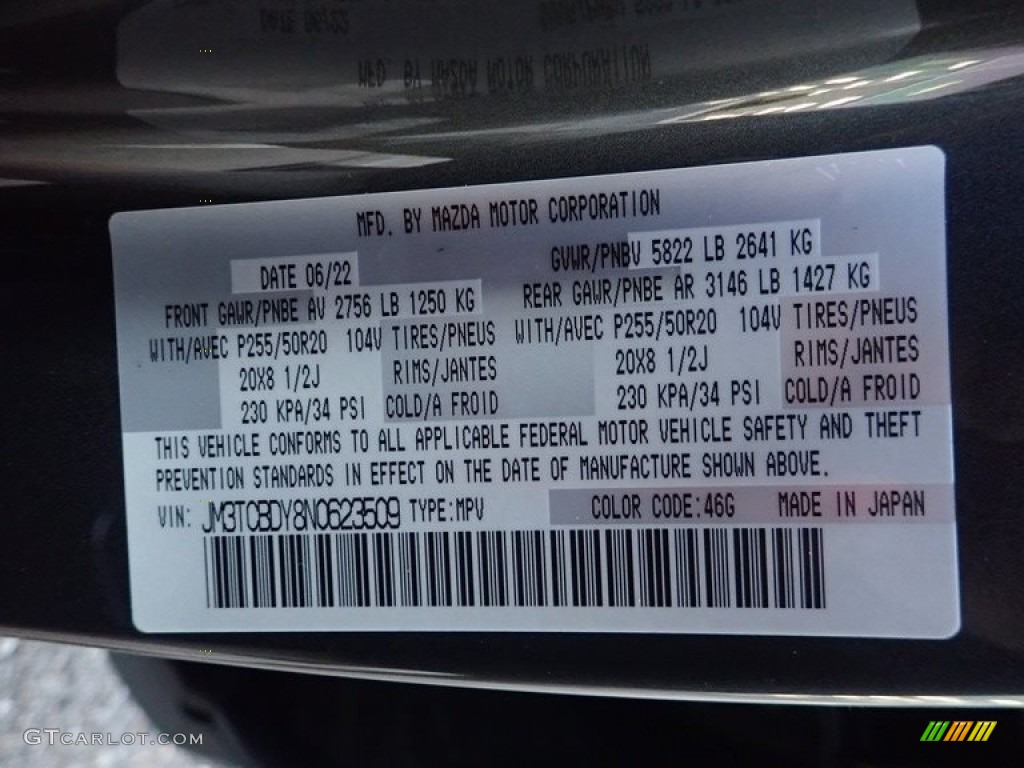 MFD. BY MAZDA MOTOR CORPORATION
DATE 06/22 GVWR/PNBV 5822 LB 2641 KG
FRONT GAWR/PNBE AV 2756 LB 1250 KG REAR GAWR/PNBE AR 3146 LB 1427 KG
WITH/AVEC P255/50R20 104V TIRES/PNEUS WITH/AVEC P255/50R20 104V TIRES/PNEUS
20X8 1/2J RIMS/JANTES 20X8 1/2J RIMS/JANTES
230 KPA/34 PSI COLD/A FROID 230 KPA/34 PSI COLD/A FROID
THIS VEHICLE CONFORMS TO ALL APPLICABLE FEDERAL MOTOR VEHICLE SAFETY AND THEFT
PREVENTION STANDARDS IN EFFECT ON THE DATE OF MANUFACTURE SHOWN ABOVE.
VIN: JM3TCBDY8N0623509 TYPE:MPV COLOR CODE:46G MADE IN JAPAN
GTCARLOT.COM